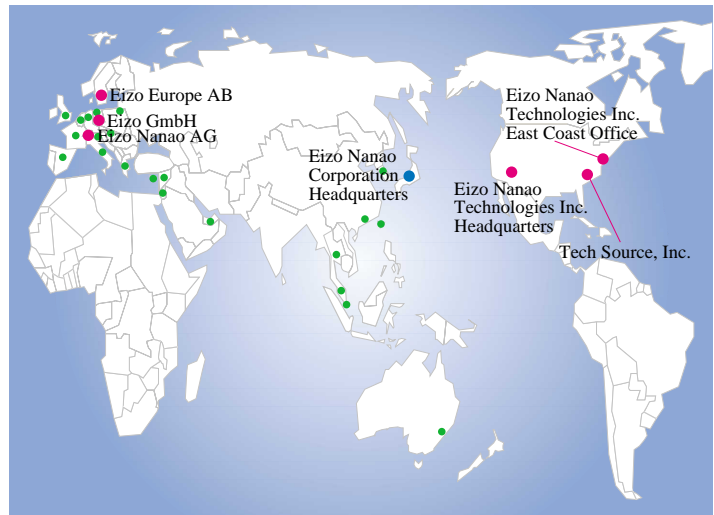 Eizo Europe AB
Eizo GmbH
Eizo Nanao AG
Eizo Nanao
Corporation
Headquarters
Eizo Nanao
Technologies Inc.
East Coast Office
Eizo Nanao
Technologies Inc.
Headquarters
Tech Source, Inc.